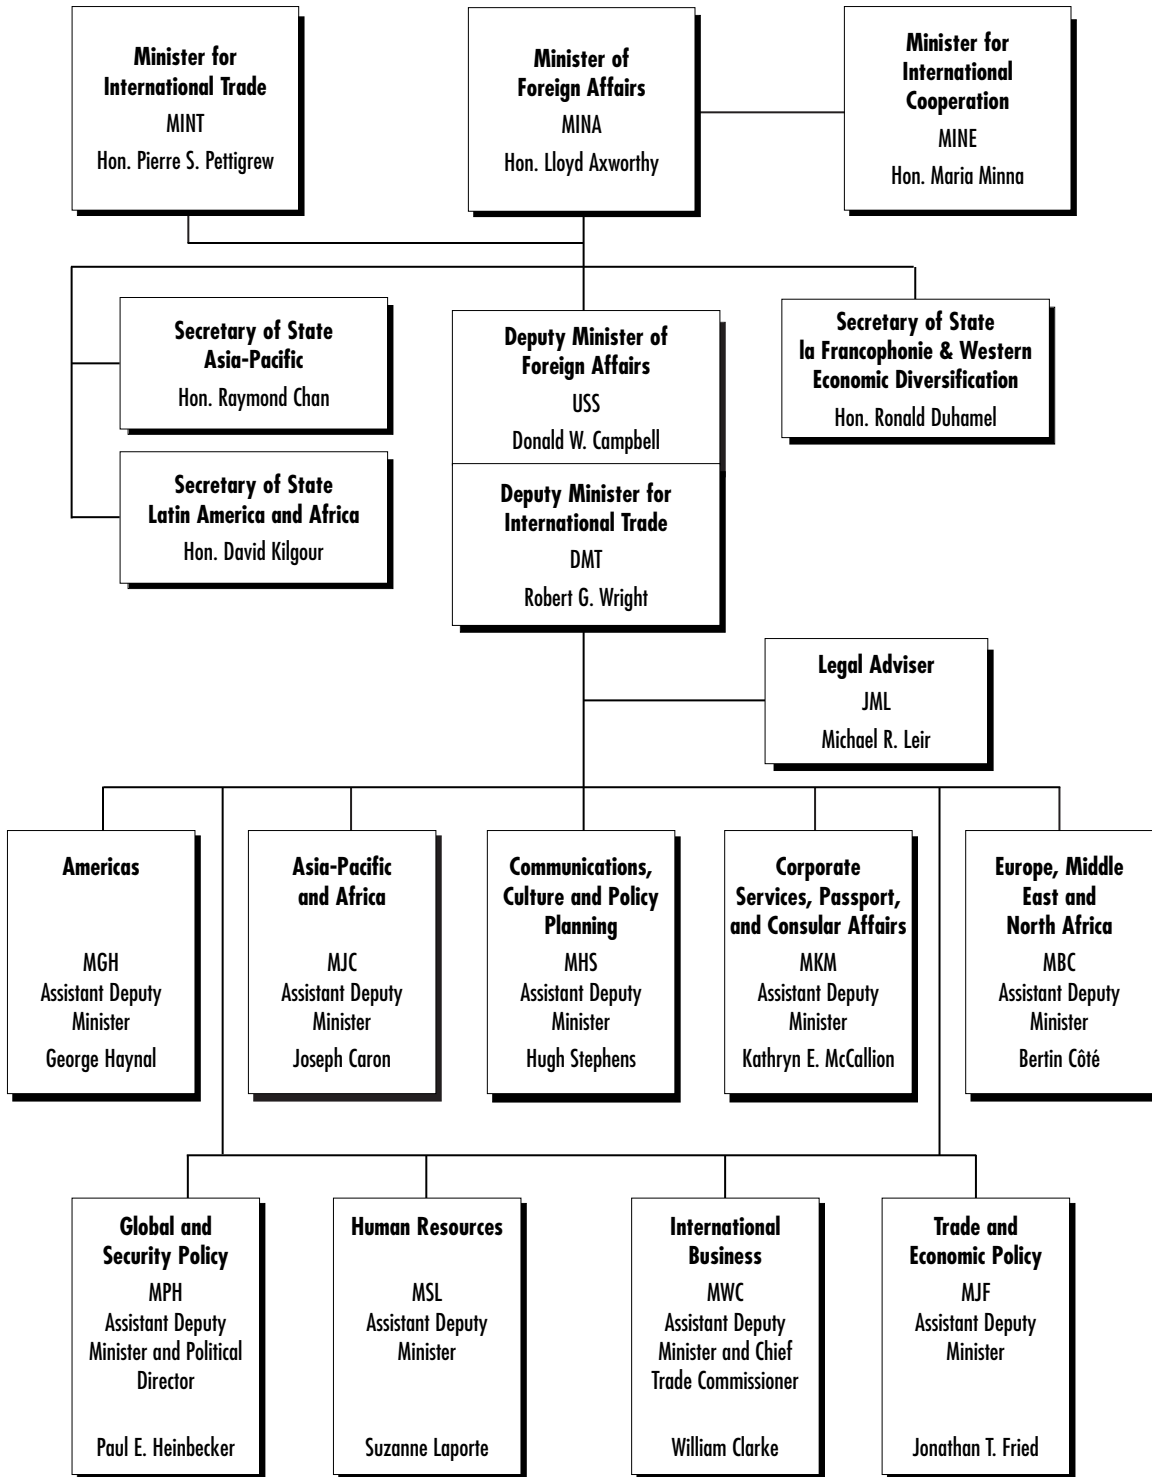 Minister for
International Trade
MINT
Hon. Pierre S. Pettigrew
Minister of
Foreign Affairs
MINA
Hon. Lloyd Axworthy
Minister for
International
Cooperation
MINE
Hon. Maria Minna
Secretary of State
Asia-Pacific
Hon. Raymond Chan
Secretary of State
Latin America and Africa
Hon. David Kilgour
Deputy Minister of
Foreign Affairs
USS
Donald W. Campbell
Deputy Minister for
International Trade
DMT
Robert G. Wright
Secretary of State
la Francophonie & Western
Economic Diversification
Hon. Ronald Duhamel
Legal Adviser
JML
Michael R. Leir
Americas
MGH
Assistant Deputy
Minister
George Haynal
Asia-Pacific
and Africa
MJC
Assistant Deputy
Minister
Joseph Caron
Communications,
Culture and Policy
Planning
MHS
Assistant Deputy
Minister
Hugh Stephens
Corporate
Services, Passport,
and Consular Affairs
MKM
Assistant Deputy
Minister
Kathryn E. McCallion
Europe, Middle
East and
North Africa
MBC
Assistant Deputy
Minister
Bertin Côté
Global and
Security Policy
MPH
Assistant Deputy
Minister and Political
Director
Paul E. Heinbecker
Human Resources
MSL
Assistant Deputy
Minister
Suzanne Laporte
International
Business
MWC
Assistant Deputy
Minister and Chief
Trade Commissioner
William Clarke
Trade and
Economic Policy
MJF
Assistant Deputy
Minister
Jonathan T. Fried